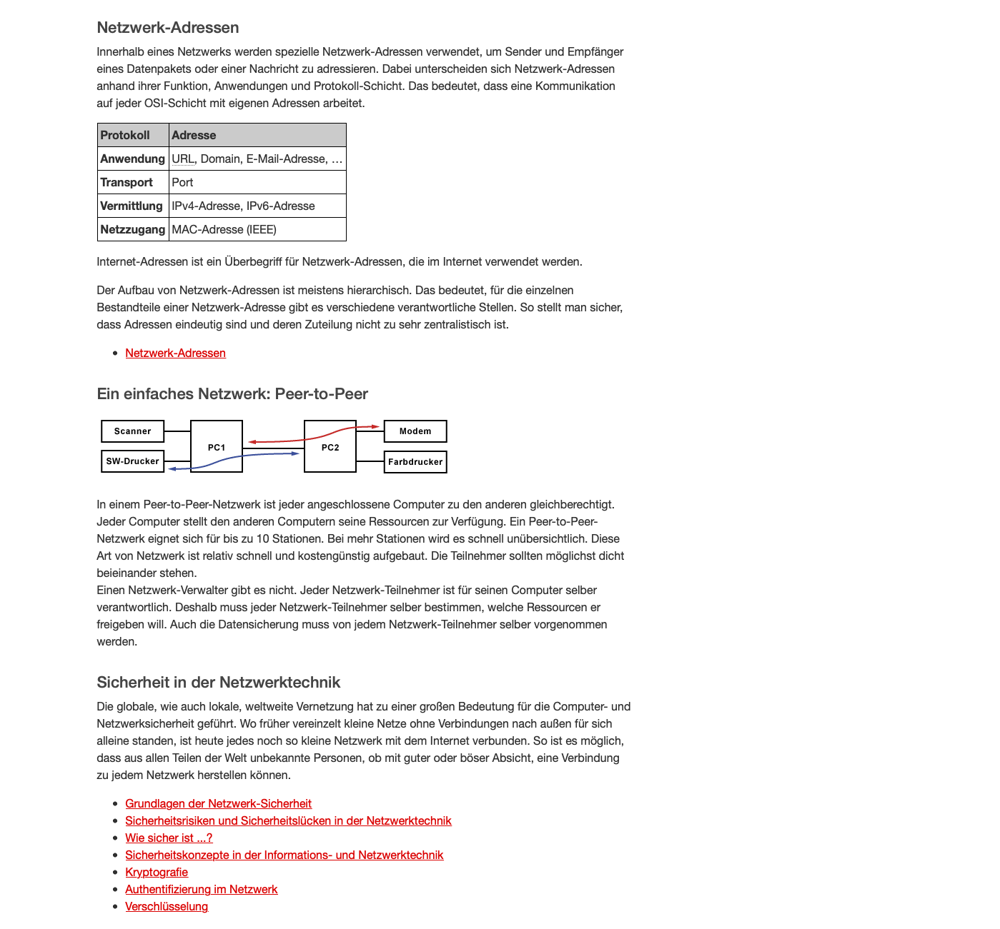 Netzwerk-Adressen
Innerhalb eines Netzwerks werden spezielle Netzwerk-Adressen verwendet, um Sender und Empfänger
eines Datenpakets oder einer Nachricht zu adressieren. Dabei unterscheiden sich Netzwerk-Adressen
anhand ihrer Funktion, Anwendungen und Protokoll-Schicht. Das bedeutet, dass eine Kommunikation
auf jeder OSI-Schicht mit eigenen Adressen arbeitet.
Protokoll Adresse
Anwendung URL, Domain, E-Mail-Adresse, …
Transport Port
Vermittlung IPv4-Adresse, IPv6-Adresse
Netzzugang MAC-Adresse (IEEE)
Internet-Adressen ist ein Überbegriff für Netzwerk-Adressen, die im Internet verwendet werden.
Der Aufbau von Netzwerk-Adressen ist meistens hierarchisch. Das bedeutet, für die einzelnen
Bestandteile einer Netzwerk-Adresse gibt es verschiedene verantwortliche Stellen. So stellt man sicher,
dass Adressen eindeutig sind und deren Zuteilung nicht zu sehr zentralistisch ist.
• Netzwerk-Adressen
Ein einfaches Netzwerk: Peer-to-Peer
Scanner PC1 PC2 Modem
SW-Drucker Farbdrucker
In einem Peer-to-Peer-Netzwerk ist jeder angeschlossene Computer zu den anderen gleichberechtigt.
Jeder Computer stellt den anderen Computern seine Ressourcen zur Verfügung. Ein Peer-to-Peer-
Netzwerk eignet sich für bis zu 10 Stationen. Bei mehr Stationen wird es schnell unübersichtlich. Diese
Art von Netzwerk ist relativ schnell und kostengünstig aufgebaut. Die Teilnehmer sollten möglichst dicht
beieinander stehen.
Einen Netzwerk-Verwalter gibt es nicht. Jeder Netzwerk-Teilnehmer ist für seinen Computer selber
verantwortlich. Deshalb muss jeder Netzwerk-Teilnehmer selber bestimmen, welche Ressourcen er
freigeben will. Auch die Datensicherung muss von jedem Netzwerk-Teilnehmer selber vorgenommen
werden.
Sicherheit in der Netzwerktechnik
Die globale, wie auch lokale, weltweite Vernetzung hat zu einer großen Bedeutung für die Computer- und
Netzwerksicherheit geführt. Wo früher vereinzelt kleine Netze ohne Verbindungen nach außen für sich
alleine standen, ist heute jedes noch so kleine Netzwerk mit dem Internet verbunden. So ist es möglich,
dass aus allen Teilen der Welt unbekannte Personen, ob mit guter oder böser Absicht, eine Verbindung
zu jedem Netzwerk herstellen können.
• Grundlagen der Netzwerk-Sicherheit
• Sicherheitsrisiken und Sicherheitslücken in der Netzwerktechnik
• Wie sicher ist ...?
• Sicherheitskonzepte in der Informations- und Netzwerktechnik
• Kryptografie
• Authentifizierung im Netzwerk
• Verschlüsselung